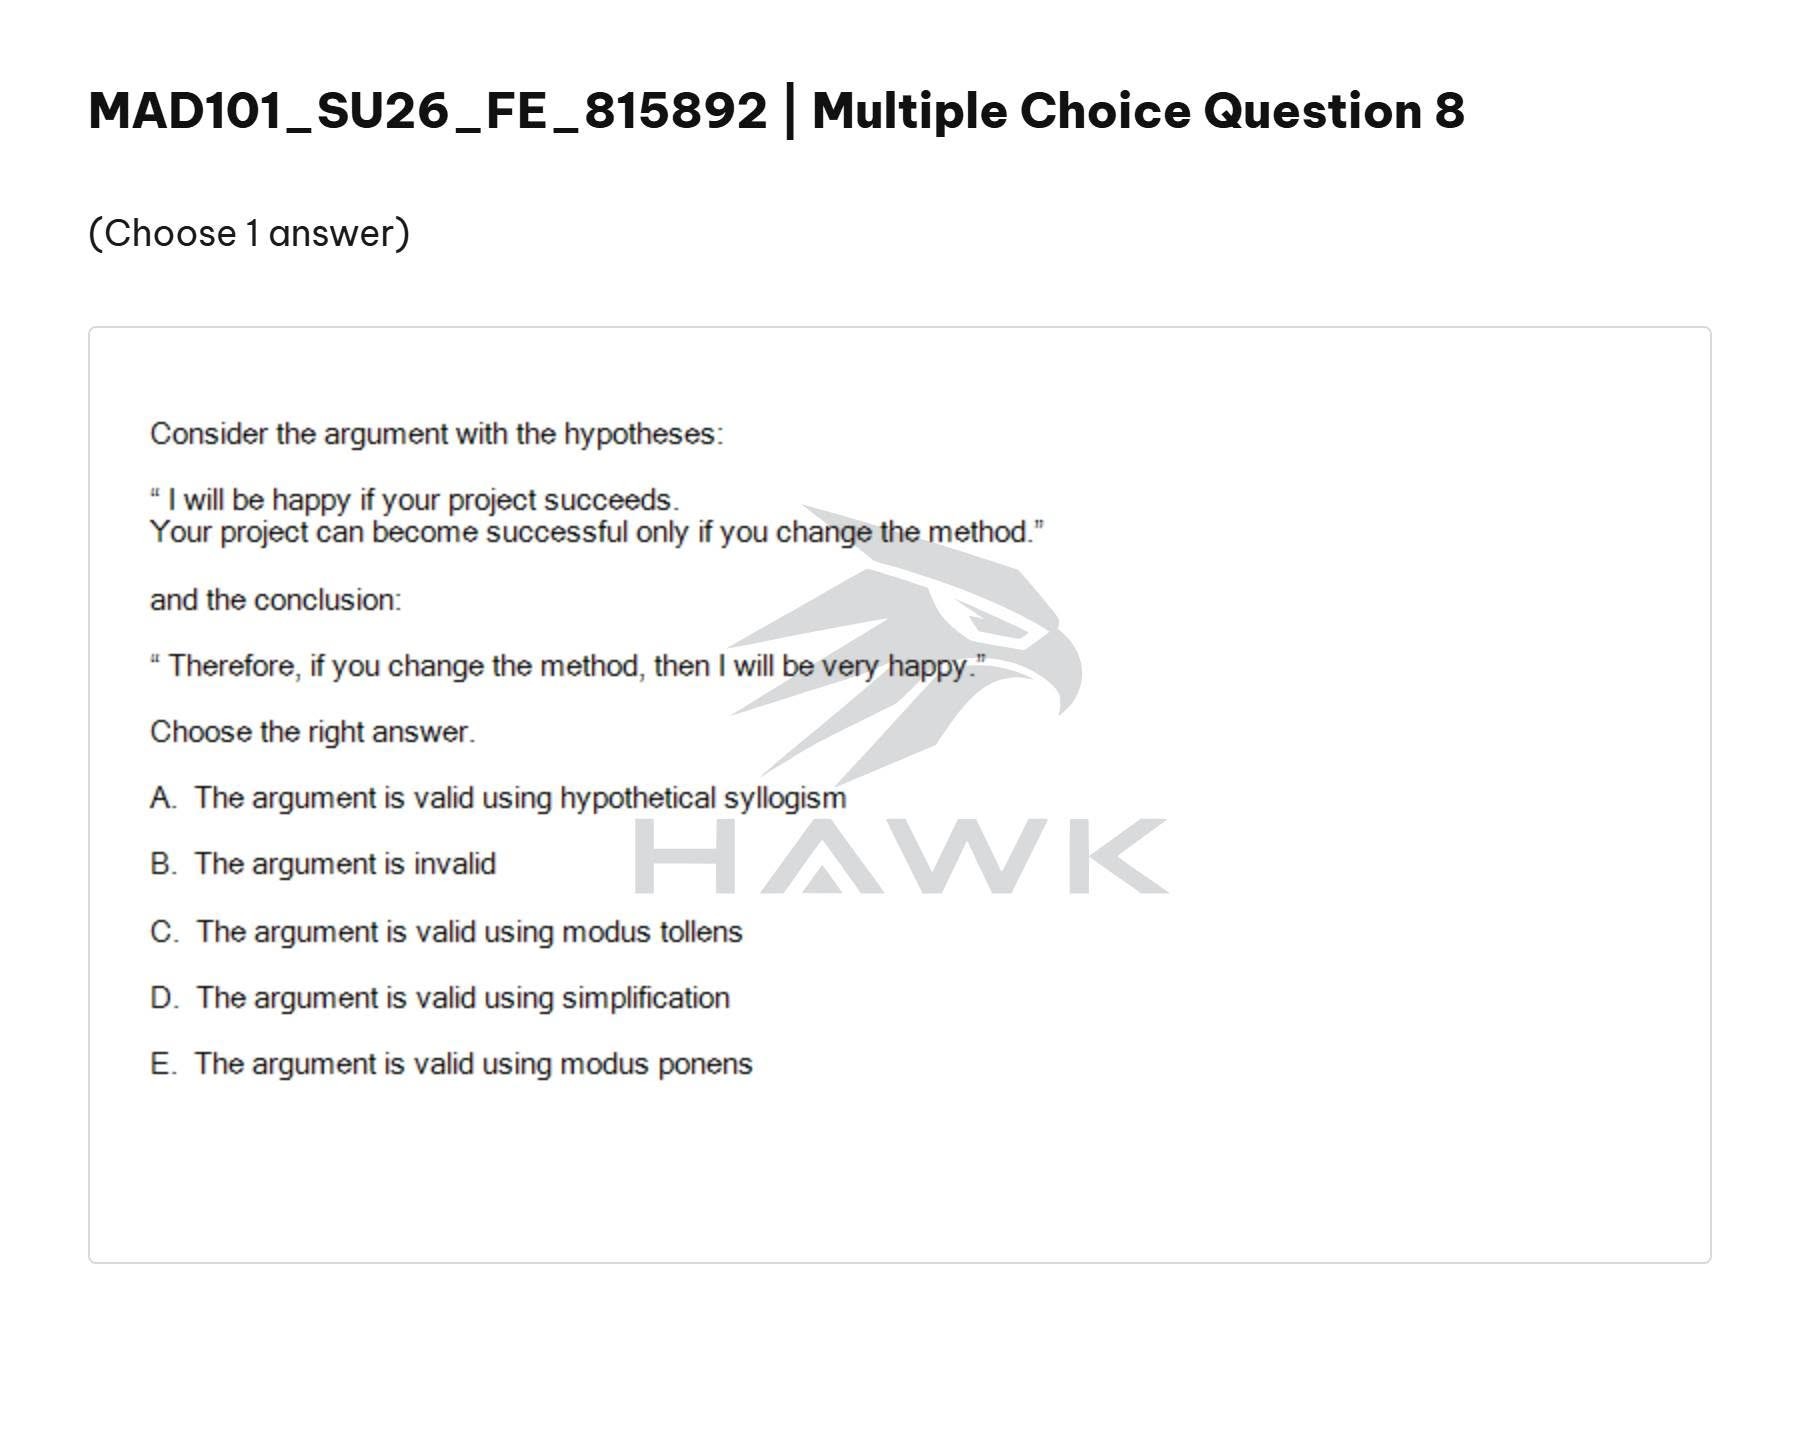 MAD101_SU26_FE_815892 | Multiple Choice Question 8
(Choose 1 answer)
Consider the argument with the hypotheses:
“ I will be happy if your project succeeds.
Your project can become successful only if you change the method.”
and the conclusion:
“ Therefore, if you change the method, then I will be very happy.”
Choose the right answer.
A. The argument is valid using hypothetical syllogism
B. The argument is invalid
C. The argument is valid using modus tollens
D. The argument is valid using simplification
E. The argument is valid using modus ponens
HAWK